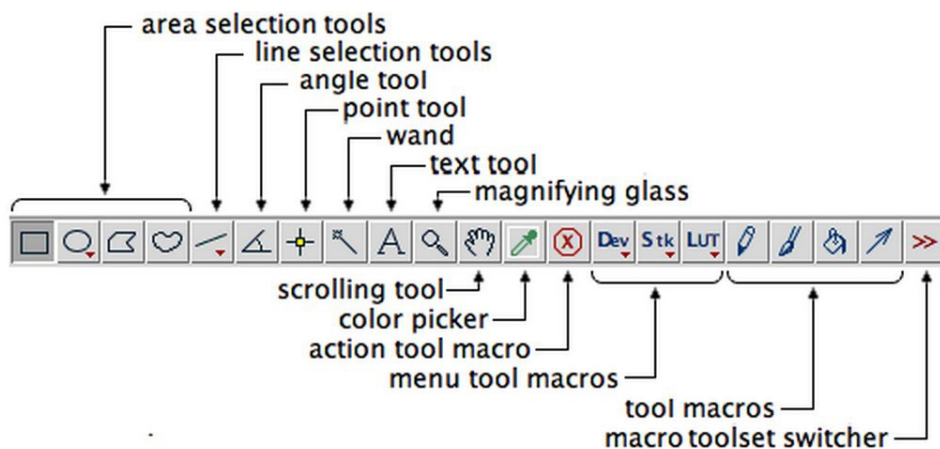 area selection tools
line selection tools
angle tool
point tool
wand
text tool
magnifying glass
A Dev Stk LUT >>
scrolling tool
color picker
action tool macro
menu tool macros
tool macros
macro toolset switcher